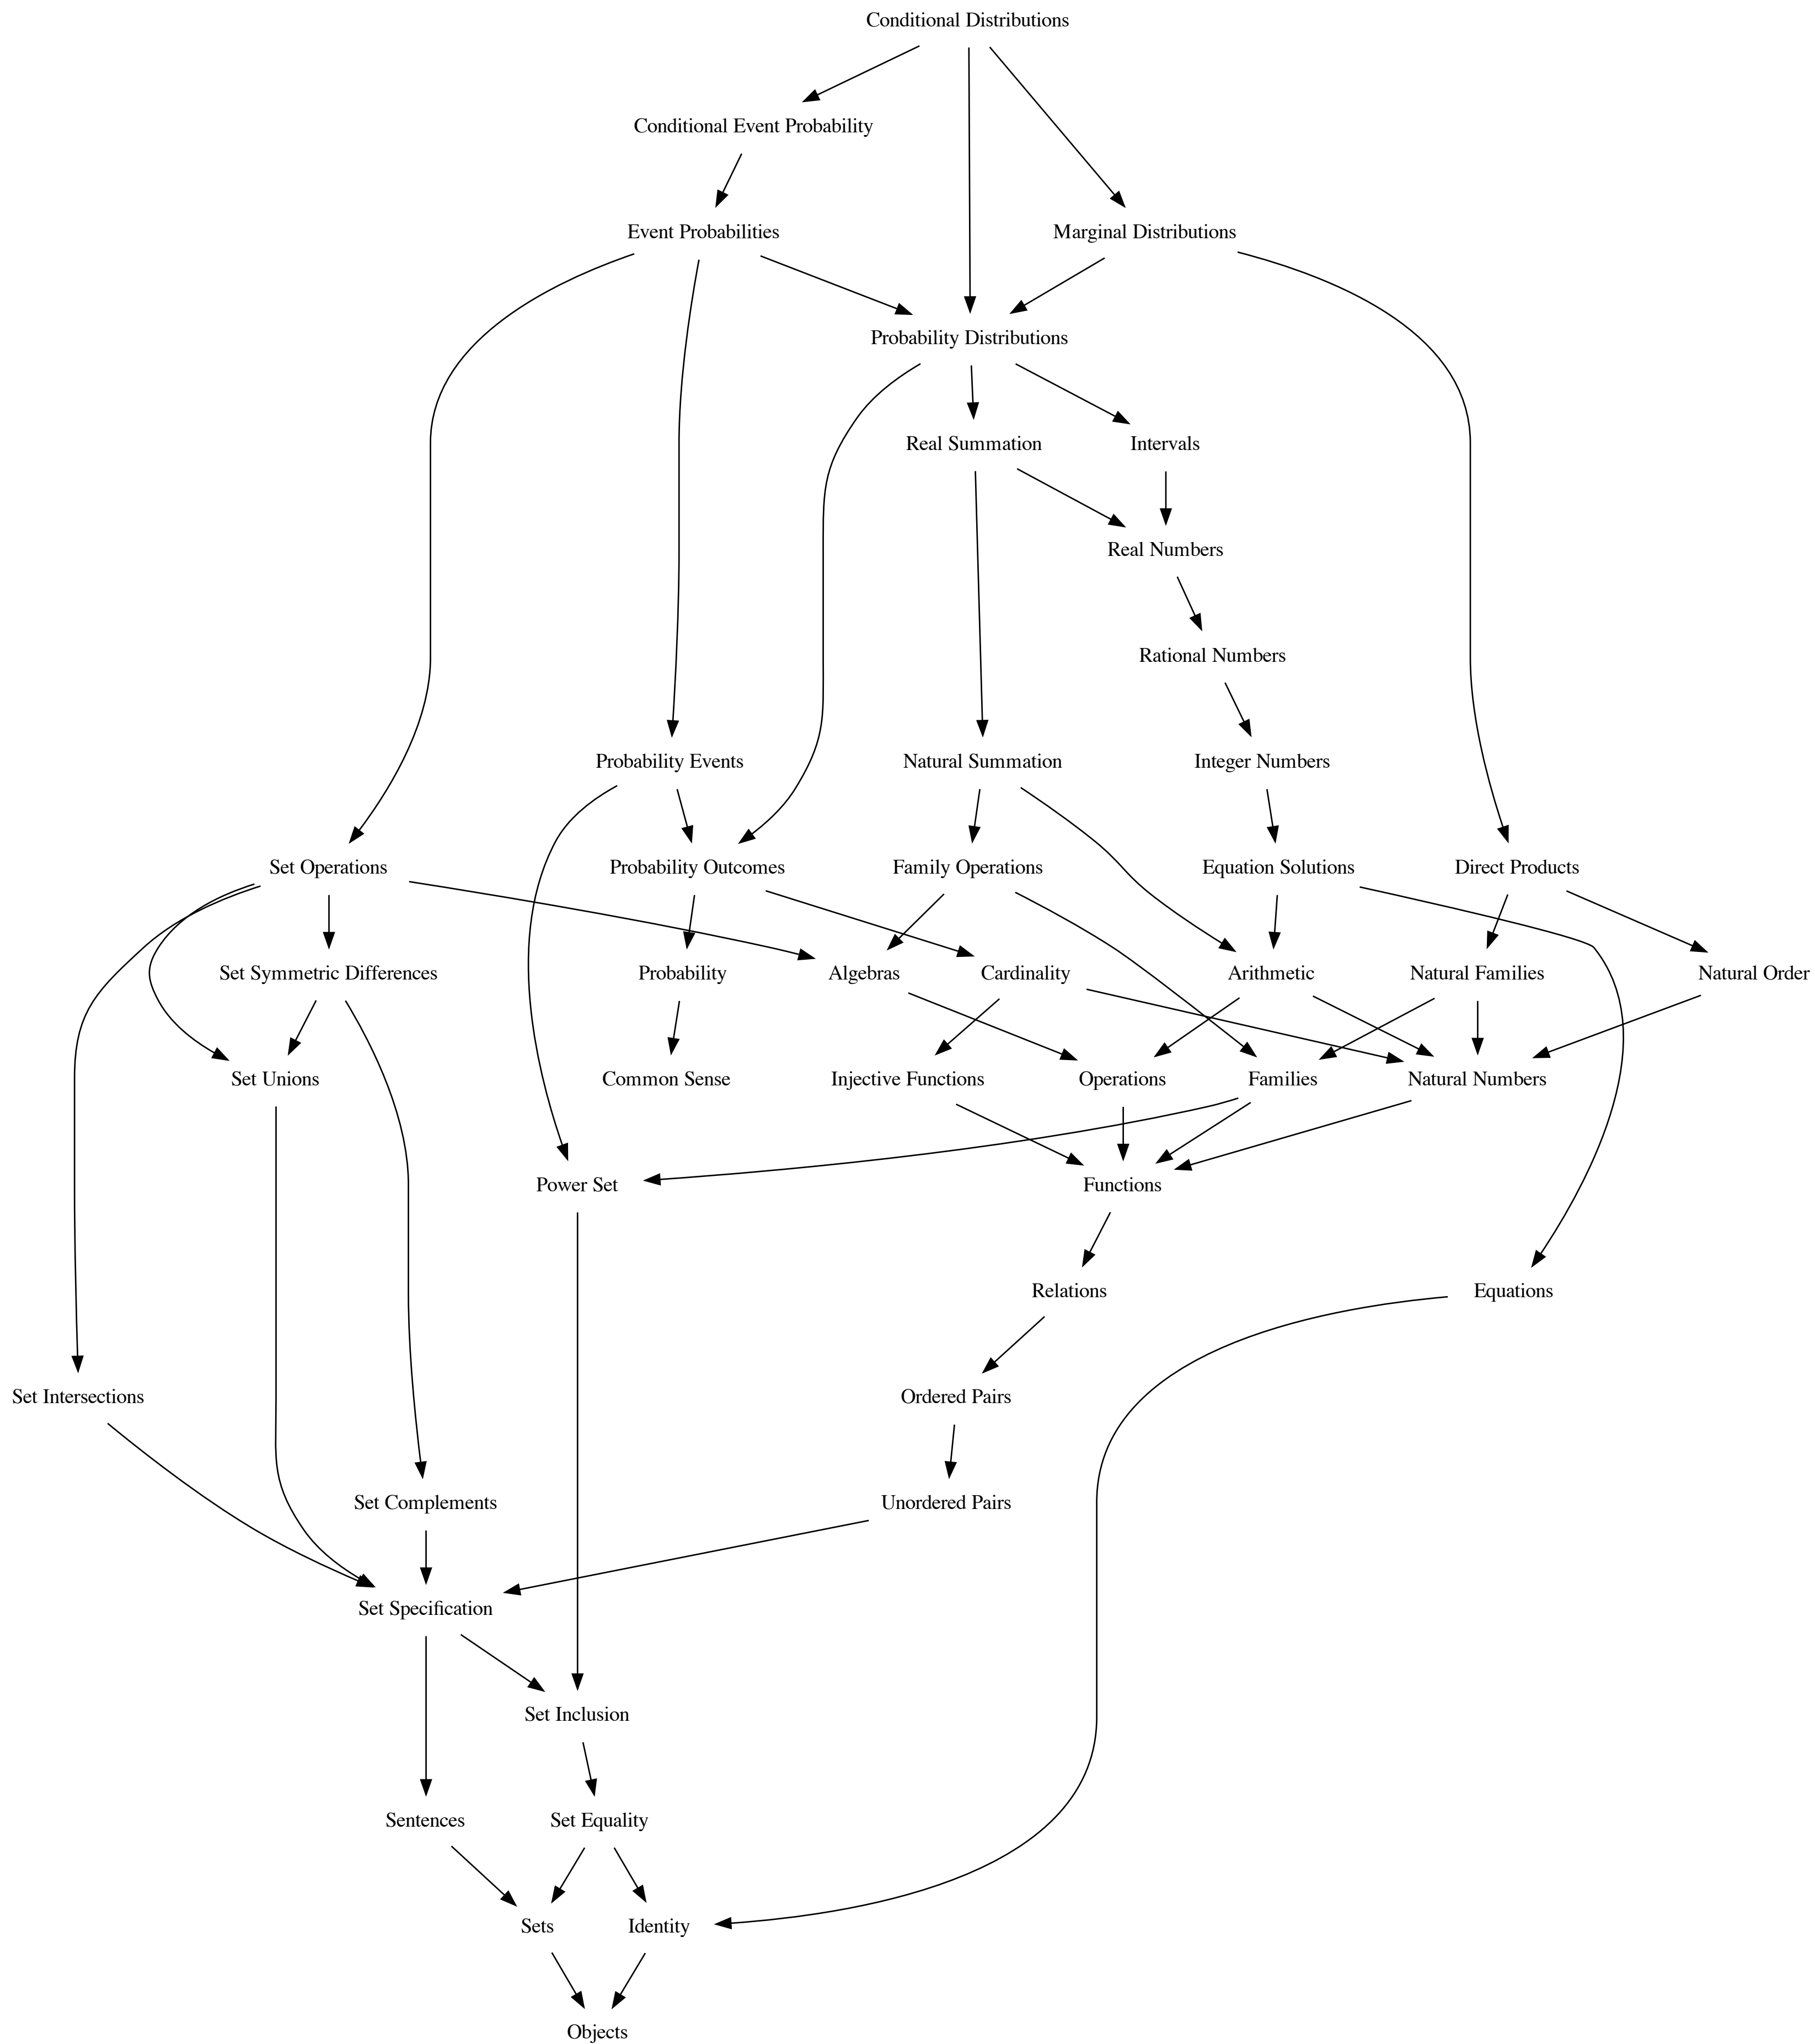 Conditional Distributions
Conditional Event Probability
Event Probabilities
Marginal Distributions
Probability Distributions
Real Summation
Intervals
Real Numbers
Rational Numbers
Probability Events
Natural Summation
Integer Numbers
Set Operations
Probability Outcomes
Family Operations
Equation Solutions
Direct Products
Set Symmetric Differences
Probability
Algebras
Cardinality
Arithmetic
Natural Families
Natural Order
Set Unions
Common Sense
Injective Functions
Operations
Families
Natural Numbers
Power Set
Functions
Relations
Equations
Set Intersections
Ordered Pairs
Set Complements
Unordered Pairs
Set Specification
Set Inclusion
Sentences
Set Equality
Sets
Identity
Objects